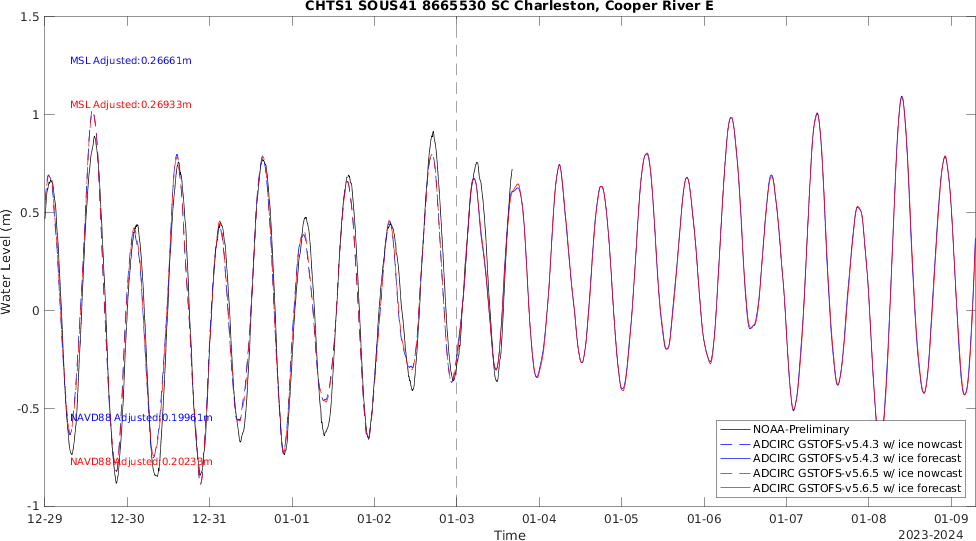 CHTS1 SOUS41 8665530 SC Charleston, Cooper River E
1.5
1
0.5
0
-0.5
-1
Water Level (m)
MSL Adjusted:0.26661m
MSL Adjusted:0.26933m
NAVD88 Adjusted:0.19961m
NAVD88 Adjusted:0.20233m
NOAA-Preliminary
ADCIRC GSTOFS-v5.4.3 w/ ice nowcast
ADCIRC GSTOFS-v5.4.3 w/ ice forecast
ADCIRC GSTOFS-v5.6.5 w/ ice nowcast
ADCIRC GSTOFS-v5.6.5 w/ ice forecast
12-29 12-30 12-31 01-01 01-02 01-03 01-04 01-05 01-06 01-07 01-08 01-09
Time
2023-2024